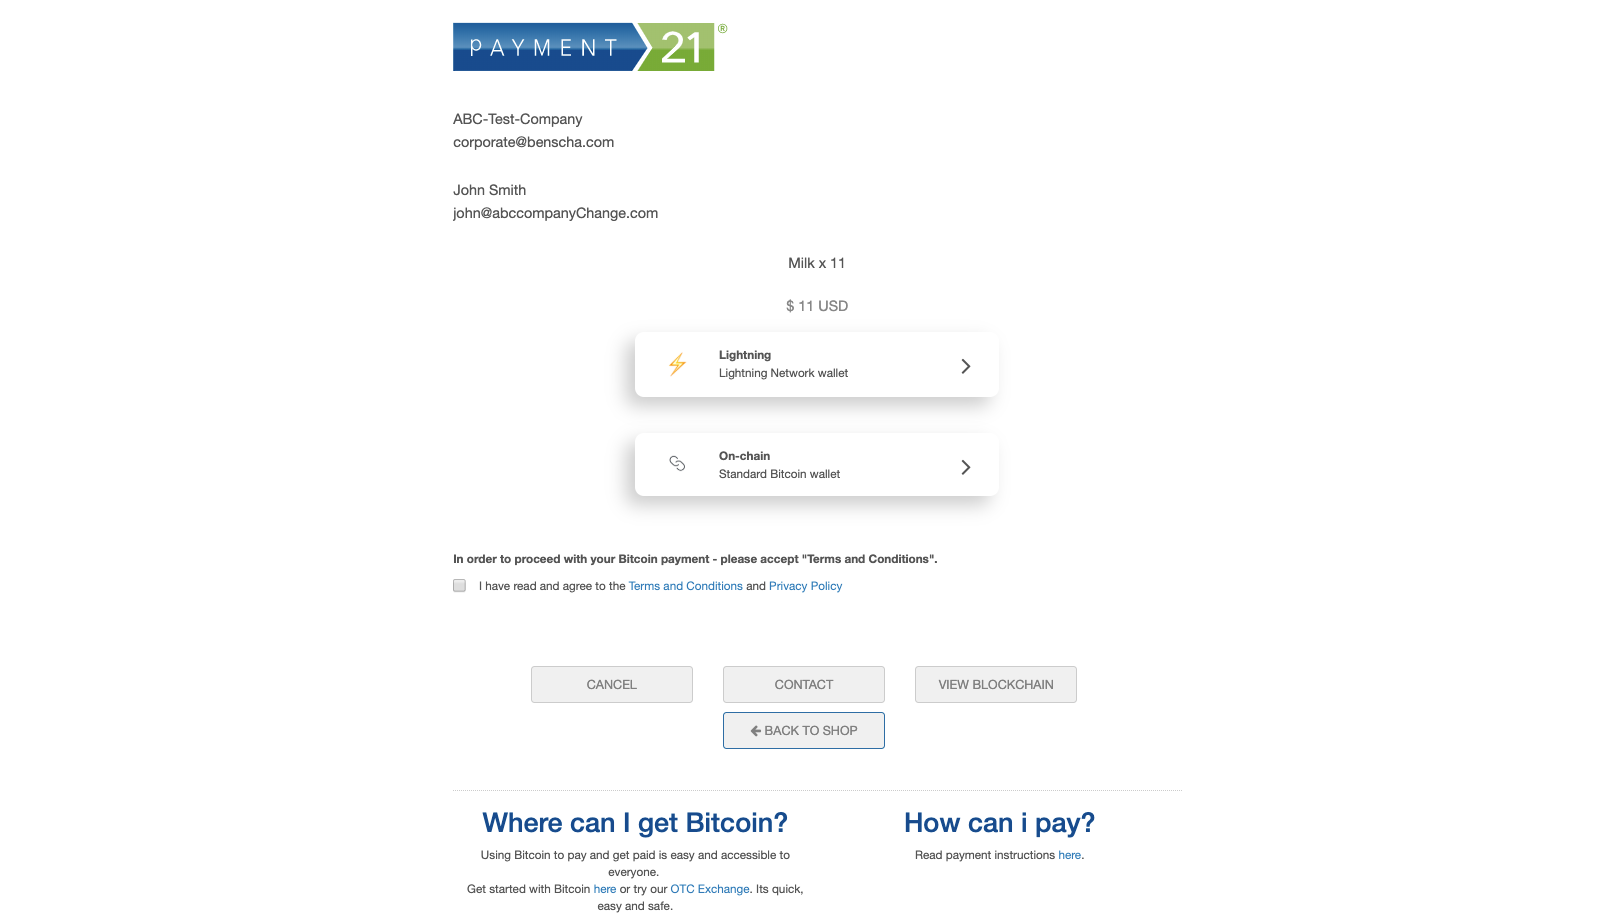 PAYMENT 21®
ABC-Test-Company
corporate@benscha.com
John Smith
john@abccompanyChange.com
Milk x 11
$ 11 USD
Lightning
Lightning Network wallet
On-chain
Standard Bitcoin wallet
In order to proceed with your Bitcoin payment - please accept "Terms and Conditions".
I have read and agree to the Terms and Conditions and Privacy Policy
CANCEL CONTACT VIEW BLOCKCHAIN
BACK TO SHOP
Where can I get Bitcoin?
Using Bitcoin to pay and get paid is easy and accessible to
everyone.
Get started with Bitcoin here or try our OTC Exchange. Its quick,
easy and safe.
How can i pay?
Read payment instructions here.